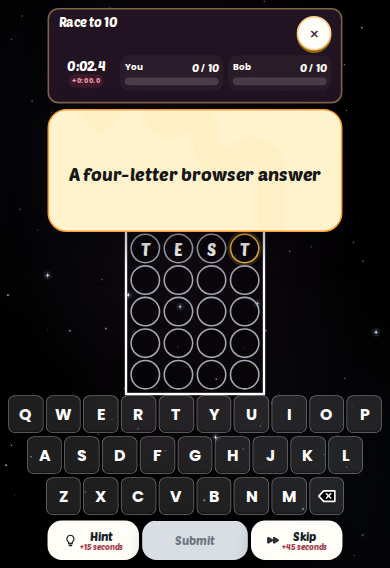 Race to 10
×
0:02.4
+0:00.0
You 0 / 10
Bob 0 / 10
A four-letter browser answer
T E S T
Q W E R T Y U I O P
A S D F G H J K L
Z X C V B N M
Hint
+15 seconds
Submit
Skip
+45 seconds